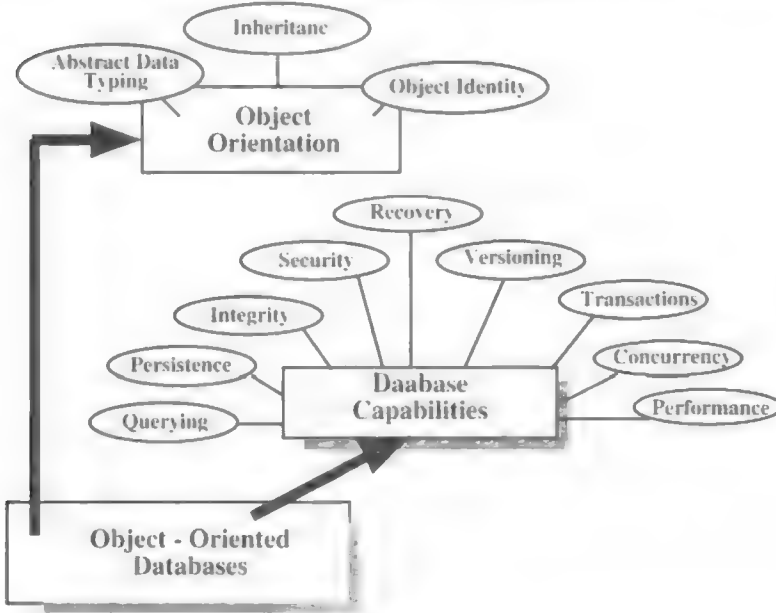 Inheritanc
Abstract Data
Typing
Object Identity
Object
Orientation
Recovery
Security
Versioning
Integrity
Transactions
Persistence
Concurrency
Daabase
Capabilities
Querying
Performance
Object - Oriented
Databases